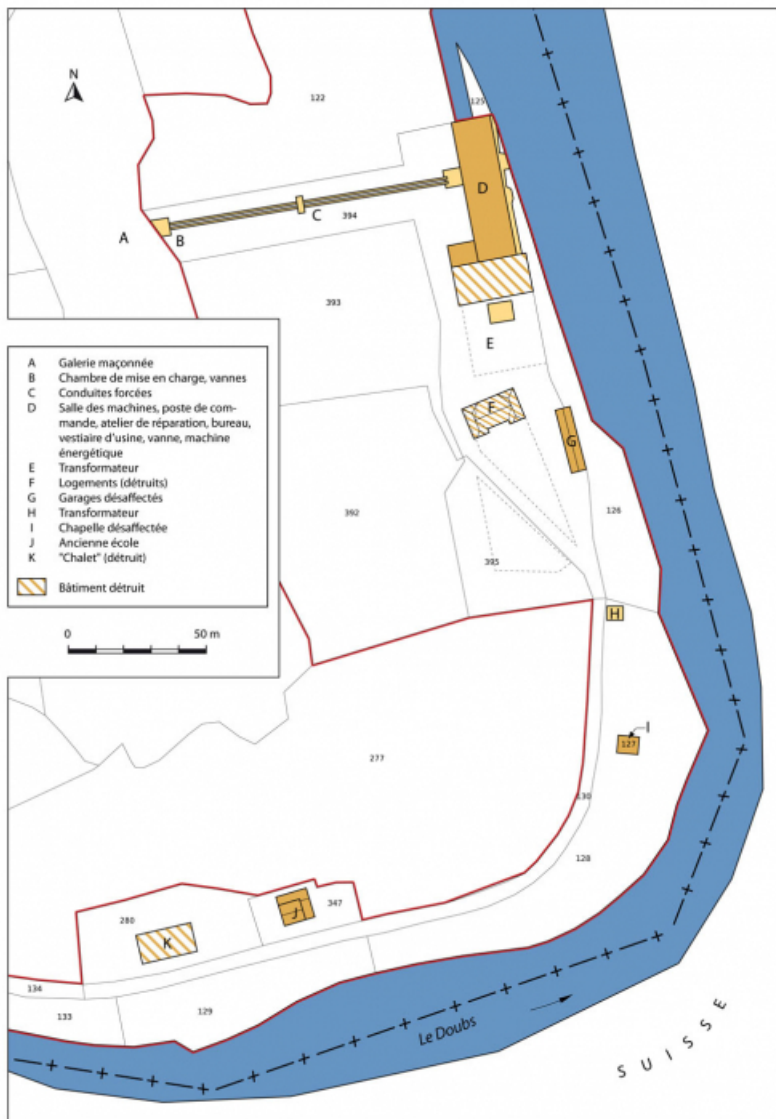 N
122
125
D
C
394
A
B
393
E
A Galerie maçonnée
B Chambre de mise en charge, vannes
C Conduites forcées
D Salle des machines, poste de com-
mande, atelier de réparation, bureau,
vestiaire d'usine, vanne, machine
énergétique
E Transformateur
F Logements (détruits)
G Garages désaffectés
H Transformateur
I Chapelle désaffectée
J Ancienne école
K "Chalet" (détruit)
Bâtiment détruit
0 50 m
F
G
392
126
395
H
I
127
277
130
128
280
347
J
K
134
133
129
Le Doubs
SUISSE